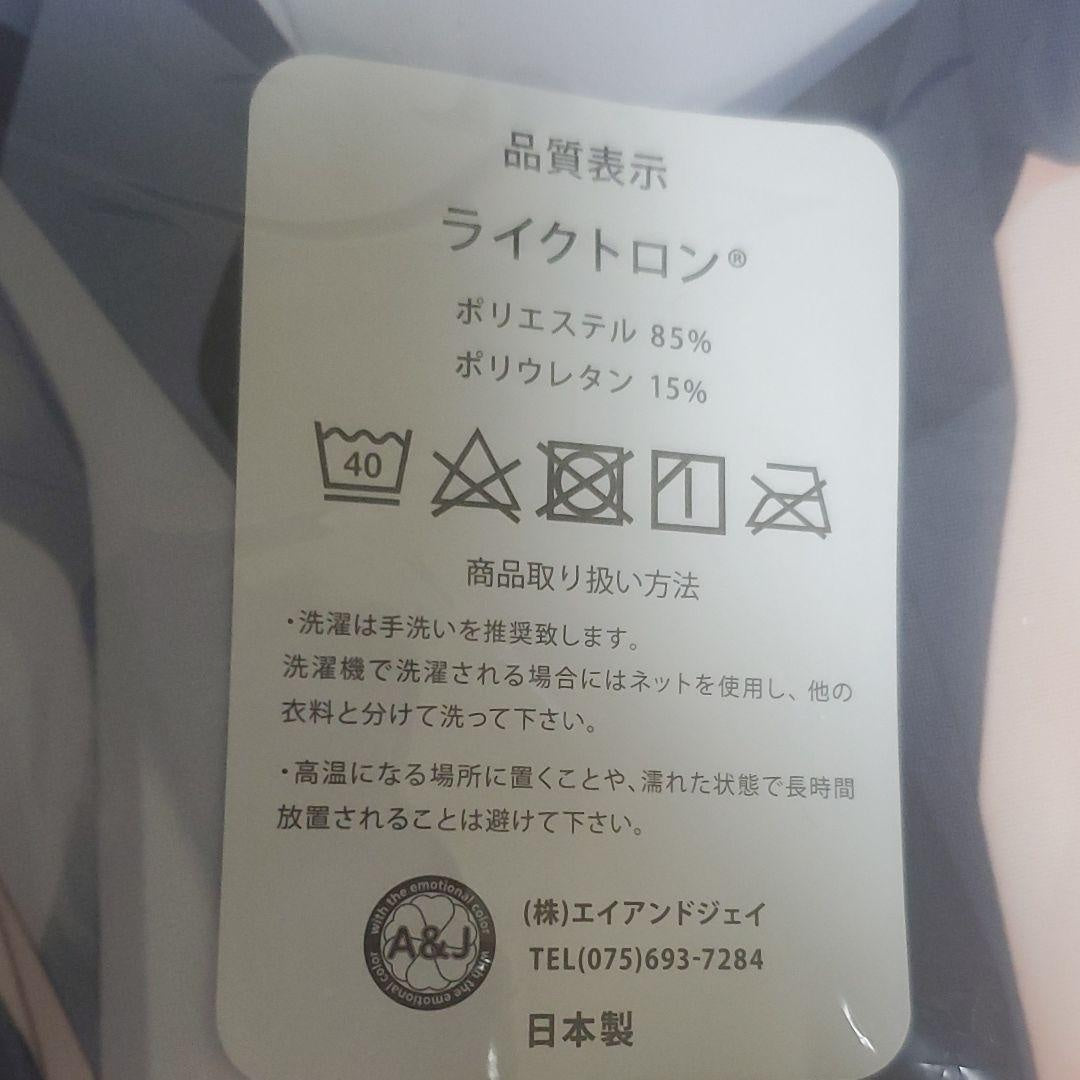 品質表示
ライクトロン®
ポリエステル 85%
ポリウレタン 15%
40
商品取り扱い方法
・洗濯は手洗いを推奨致します。
洗濯機で洗濯される場合にはネットを使用し、他の
衣料と分けて洗って下さい。
・高温になる場所に置くことや、濡れた状態で長時間
放置されることは避けて下さい。
with the emotional color
A&J
with the emotional color
(株)エイアンドジェイ
TEL(075)693-7284
日本製